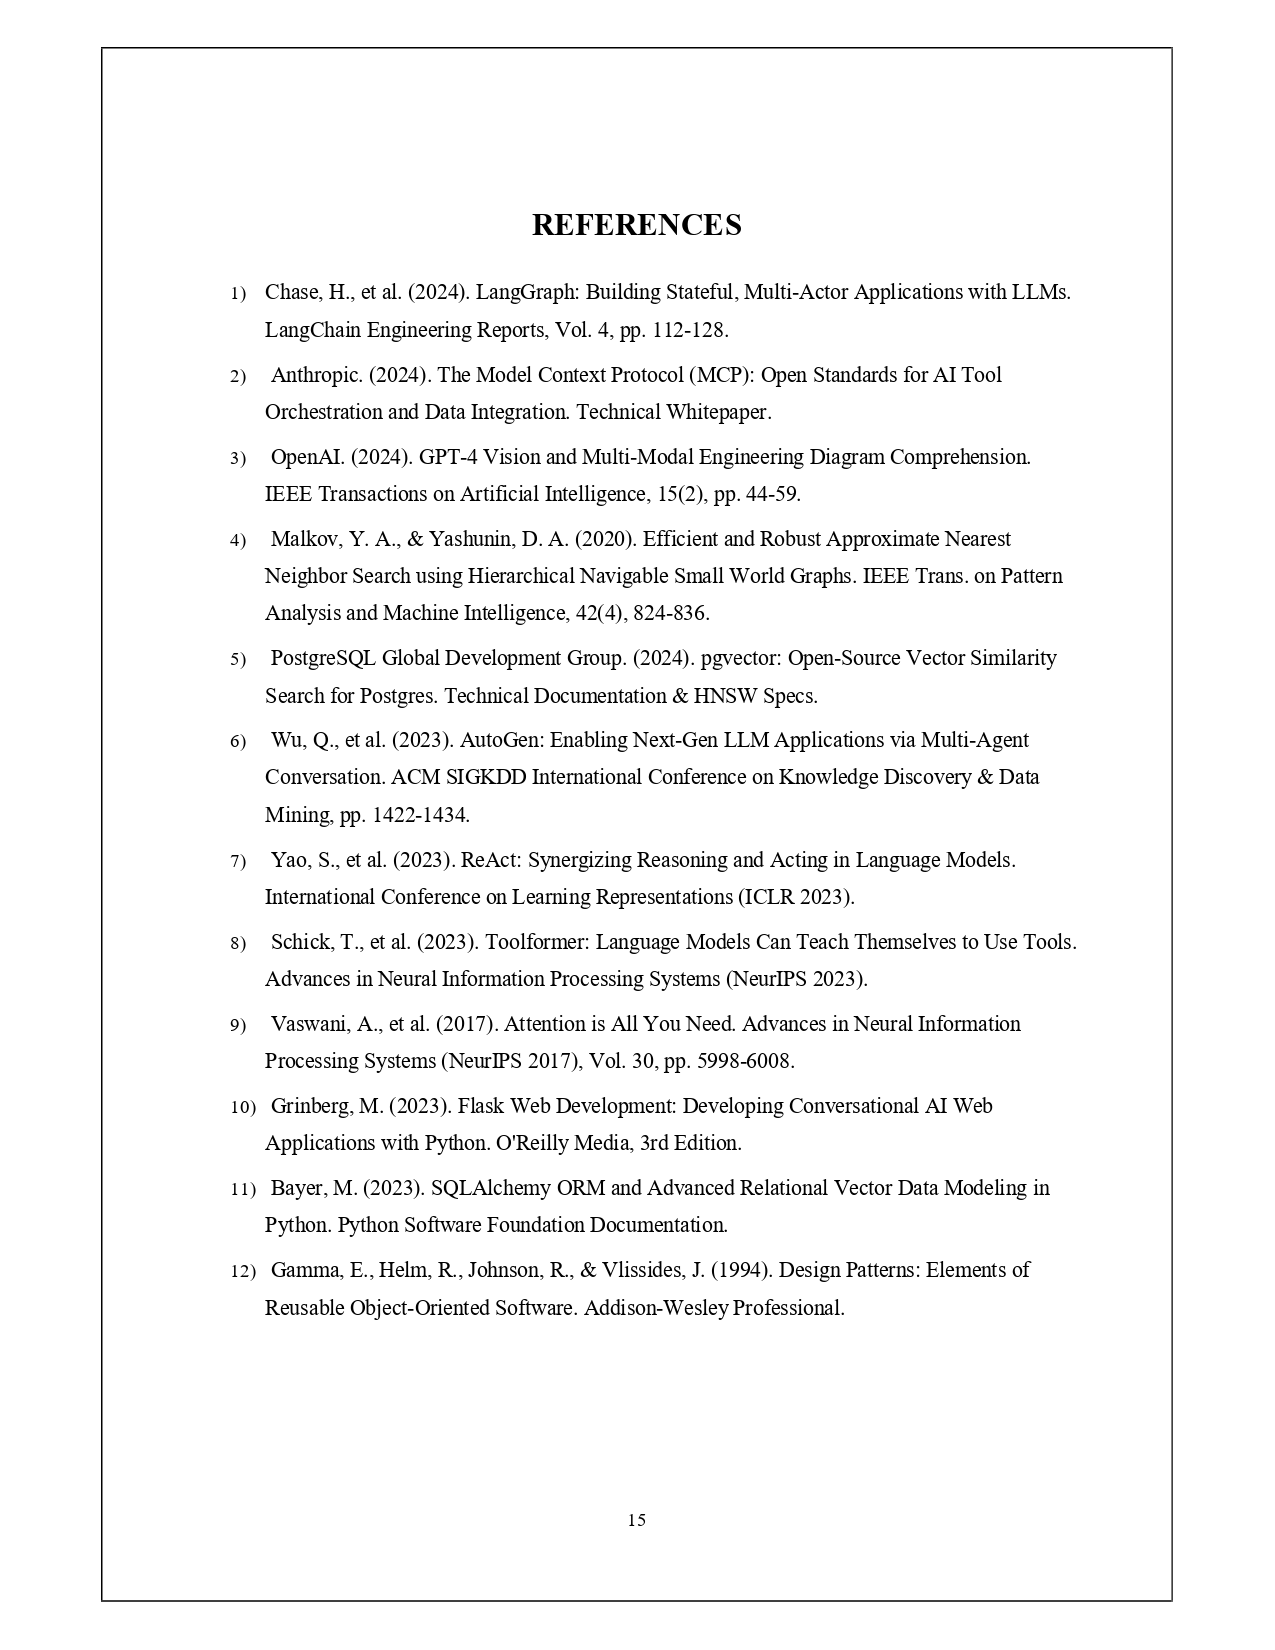 REFERENCES
1) Chase, H., et al. (2024). LangGraph: Building Stateful, Multi-Actor Applications with LLMs.
LangChain Engineering Reports, Vol. 4, pp. 112-128.
2) Anthropic. (2024). The Model Context Protocol (MCP): Open Standards for AI Tool
Orchestration and Data Integration. Technical Whitepaper.
3) OpenAI. (2024). GPT-4 Vision and Multi-Modal Engineering Diagram Comprehension.
IEEE Transactions on Artificial Intelligence, 15(2), pp. 44-59.
4) Malkov, Y. A., & Yashunin, D. A. (2020). Efficient and Robust Approximate Nearest
Neighbor Search using Hierarchical Navigable Small World Graphs. IEEE Trans. on Pattern
Analysis and Machine Intelligence, 42(4), 824-836.
5) PostgreSQL Global Development Group. (2024). pgvector: Open-Source Vector Similarity
Search for Postgres. Technical Documentation & HNSW Specs.
6) Wu, Q., et al. (2023). AutoGen: Enabling Next-Gen LLM Applications via Multi-Agent
Conversation. ACM SIGKDD International Conference on Knowledge Discovery & Data
Mining, pp. 1422-1434.
7) Yao, S., et al. (2023). ReAct: Synergizing Reasoning and Acting in Language Models.
International Conference on Learning Representations (ICLR 2023).
8) Schick, T., et al. (2023). Toolformer: Language Models Can Teach Themselves to Use Tools.
Advances in Neural Information Processing Systems (NeurIPS 2023).
9) Vaswani, A., et al. (2017). Attention is All You Need. Advances in Neural Information
Processing Systems (NeurIPS 2017), Vol. 30, pp. 5998-6008.
10) Grinberg, M. (2023). Flask Web Development: Developing Conversational AI Web
Applications with Python. O'Reilly Media, 3rd Edition.
11) Bayer, M. (2023). SQLAlchemy ORM and Advanced Relational Vector Data Modeling in
Python. Python Software Foundation Documentation.
12) Gamma, E., Helm, R., Johnson, R., & Vlissides, J. (1994). Design Patterns: Elements of
Reusable Object-Oriented Software. Addison-Wesley Professional.
15